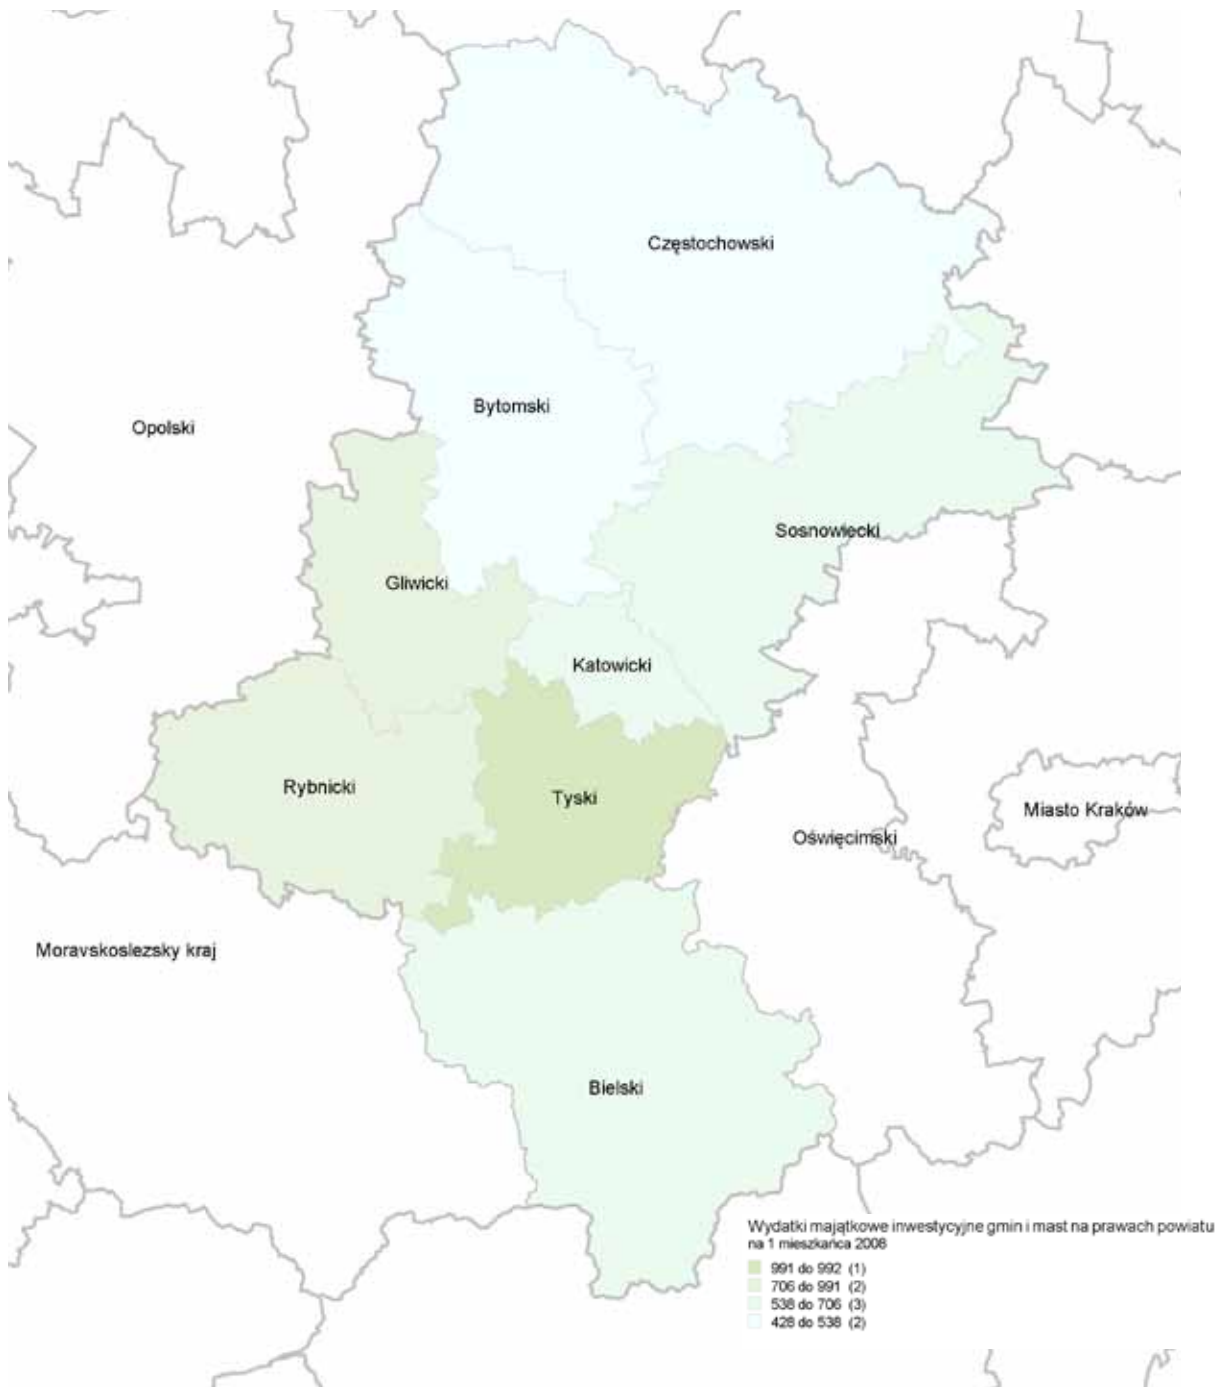 Częstochowski
Bytomski
Opolski
Sosnowiecki
Gliwicki
Katowicki
Rybnicki
Tyski
Miasto Kraków
Oświęcimski
Moravskoslezsky kraj
Bielski
Wydatki majątkowe inwestycyjne gmin i mast na prawach powiatu
na 1 mieszkańca 2008
991 do 992 (1)
706 do 991 (2)
538 do 706 (3)
428 do 538 (2)